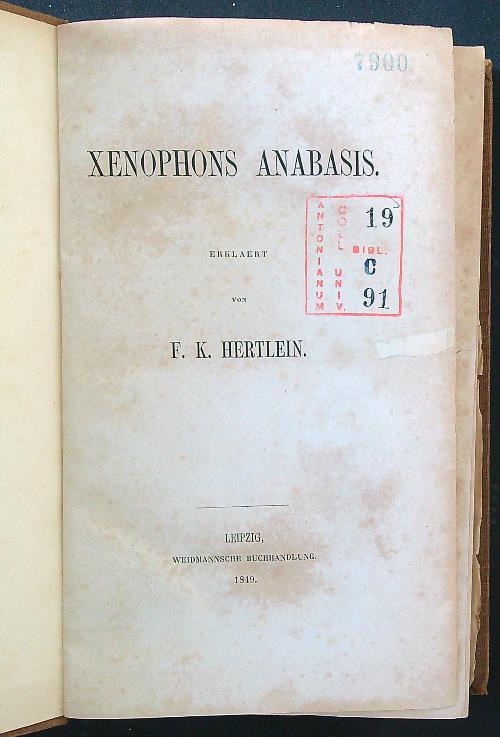 7900
XENOPHONS ANABASIS.
ANTONIANUM
COLL UNIV.
19
BIBL.
C
91
ERKLAERT
VON
F. K. HERTLEIN.
LEIPZIG,
WEIDMANNSCHE BUCHHANDLUNG.
1849.